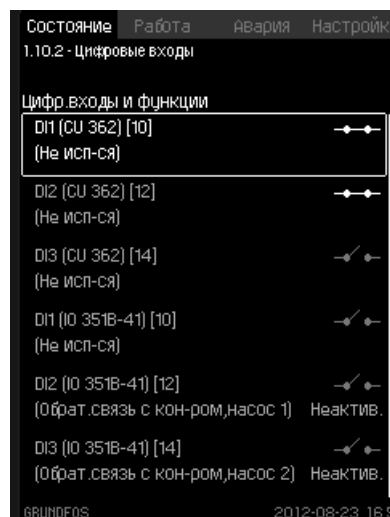 Состояние Работа Авария Настройк
1.10.2 - Цифровые входы
Цифр.входы и функции
DI1 (CU 362) [10]
(Не исп-ся)
DI2 (CU 362) [12]
(Не исп-ся)
DI3 (CU 362) [14]
(Не исп-ся)
DI1 (IO 351B-41) [10]
(Не исп-ся)
DI2 (IO 351B-41) [12]
(Обрат.связь с кон-ром,насос 1) Неактив.
DI3 (IO 351B-41) [14]
(Обрат.связь с кон-ром,насос 2) Неактив.
GRUNDFOS 2012-08-23 16: